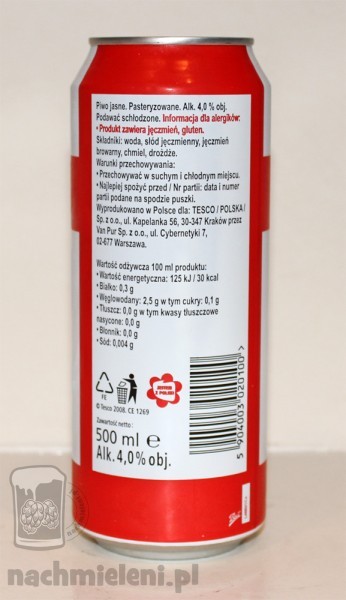 Piwo jasne. Pasteryzowane. Alk. 4,0% obj.
Podawać schłodzone. Informacja dla alergików:
• Produkt zawiera jęczmień, gluten.
Składniki: woda, słód jęczmienny, jęczmień
browarny, chmiel, drożdże.
Warunki przechowywania:
• Przechowywać w suchym i chłodnym miejscu.
• Najlepiej spożyć przed / Nr partii: data i numer
partii podane na spodzie puszki.
Wyprodukowano w Polsce dla: TESCO / POLSKA /
Sp. z o.o., ul. Kapelanka 56, 30-347 Kraków przez
Van Pur Sp. z o.o., ul. Cybernetyki 7,
02-677 Warszawa.
Wartość odżywcza 100 ml produktu:
• Wartość energetyczna: 125 kJ / 30 kcal
• Białko: 0,3 g
• Węglowodany: 2,5 g w tym cukry: 0,1 g
• Tłuszcz: 0,0 g w tym kwasy tłuszczowe
nasycone: 0,0 g
• Błonnik: 0,0 g
• Sód: 0,004 g
FE
© Tesco 2008. CE 1269
Zawartość netto:
500 ml e
Alk. 4,0% obj.
5 904003 020100 >
nachmieleni.pl